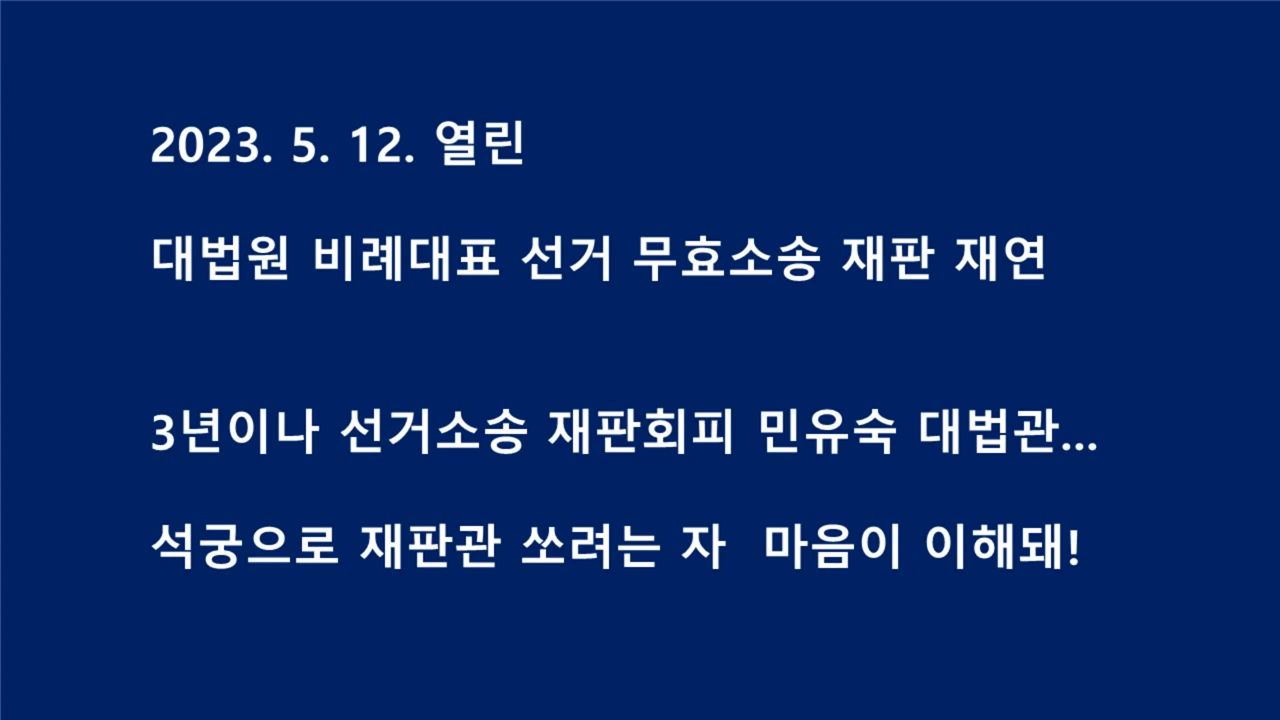 2023. 5. 12. 열린
대법원 비례대표 선거 무효소송 재판 재연
3년이나 선거소송 재판회피 민유숙 대법관...
석궁으로 재판관 쏘려는 자 마음이 이해돼!